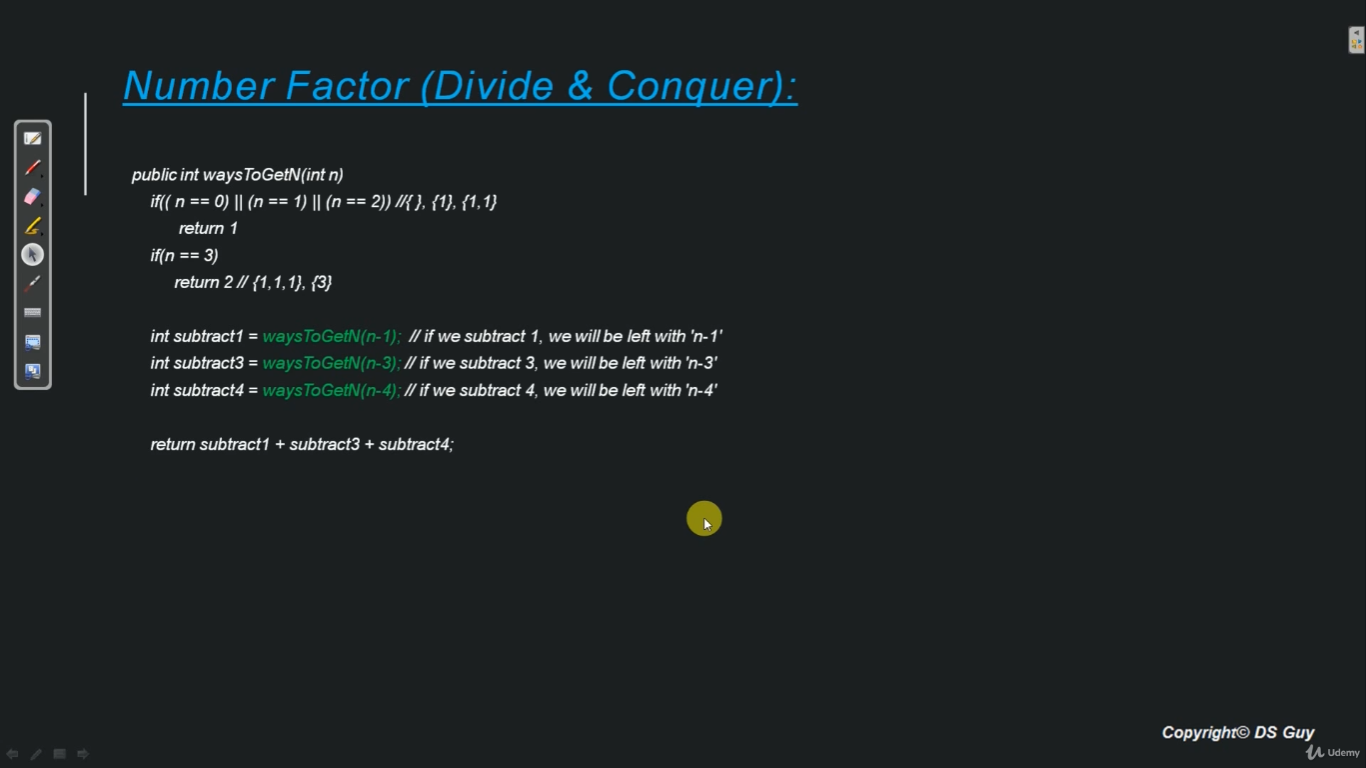 Number Factor (Divide & Conquer):
public int waysToGetN(int n)
if(( n == 0) || (n == 1) || (n == 2)) //{ }, {1}, {1,1}
return 1
if(n == 3)
return 2 // {1,1,1}, {3}
int subtract1 = waysToGetN(n-1); // if we subtract 1, we will be left with 'n-1'
int subtract3 = waysToGetN(n-3); // if we subtract 3, we will be left with 'n-3'
int subtract4 = waysToGetN(n-4); // if we subtract 4, we will be left with 'n-4'
return subtract1 + subtract3 + subtract4;
Copyright© DS Guy
Udemy